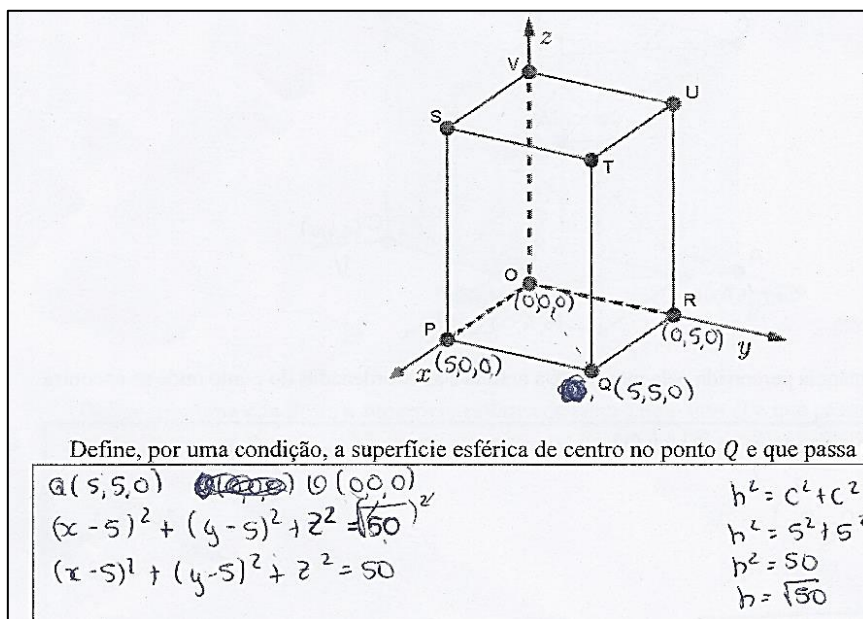 z
V
U
S
T
O
(0,0,0)
R
P
(0,5,0)
x (5,0,0)
y
, Q (5,5,0)
Define, por uma condição, a superfície esférica de centro no ponto Q e que passa
Q (5,5,0) O (0,0,0)
(x-5)² + (y-5)² + z² = (√50)²
(x-5)² + (y-5)² + z² = 50
h² = c² + c²
h² = 5² + 5²
h² = 50
h = √50